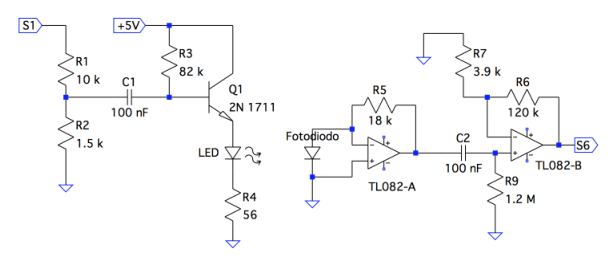 S1
+5V
R1
10 k
R2
1.5 k
C1
100 nF
R3
82 k
Q1
2N 1711
LED
R4
56
Fotodiodo
R5
18 k
TL082-A
C2
100 nF
R7
3.9 k
R6
120 k
S6
TL082-B
R9
1.2 M